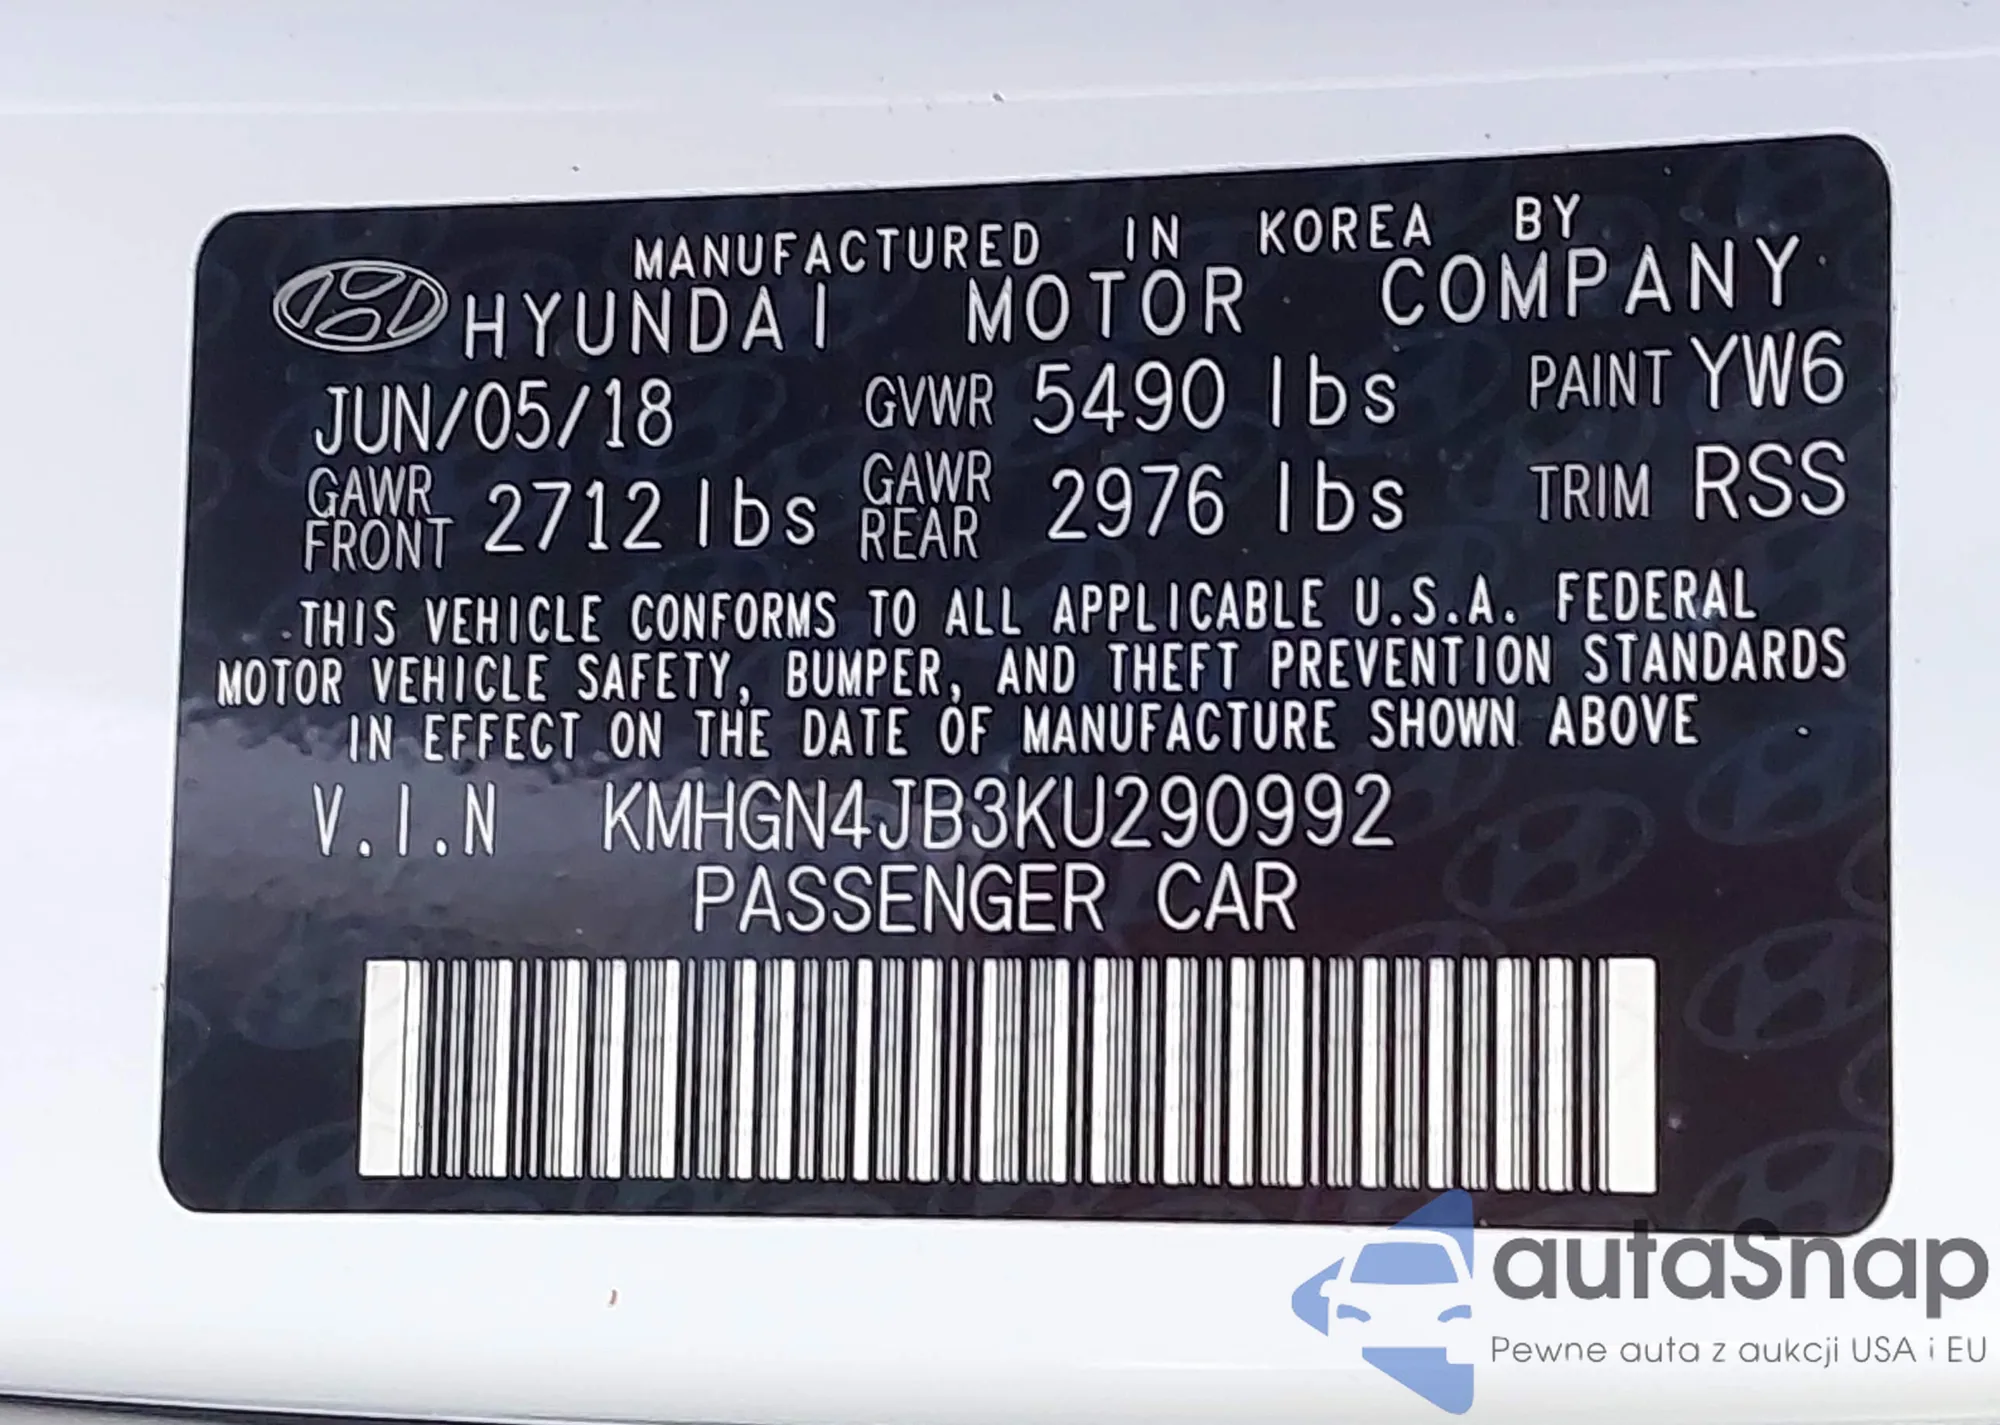 MANUFACTURED IN KOREA BY
HYUNDAI MOTOR COMPANY
JUN/05/18 GVWR 5490 lbs PAINT YW6
GAWR FRONT 2712 lbs GAWR REAR 2976 lbs TRIM RSS
THIS VEHICLE CONFORMS TO ALL APPLICABLE U.S.A. FEDERAL
MOTOR VEHICLE SAFETY, BUMPER, AND THEFT PREVENTION STANDARDS
IN EFFECT ON THE DATE OF MANUFACTURE SHOWN ABOVE
V.I.N KMHGN4JB3KU290992
PASSENGER CAR
autaSnap
Pewne auta z aukcji USA i EU